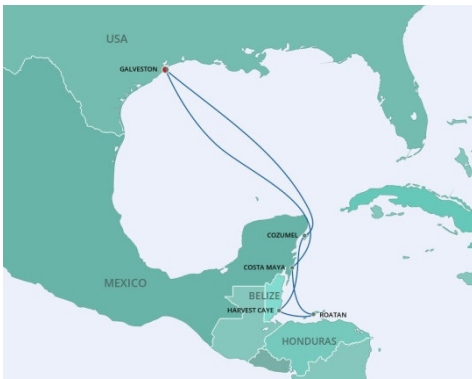 USA
GALVESTON
COZUMEL
COSTA MAYA
MEXICO
BELIZE
HARVEST CAYE
ROATAN
HONDURAS